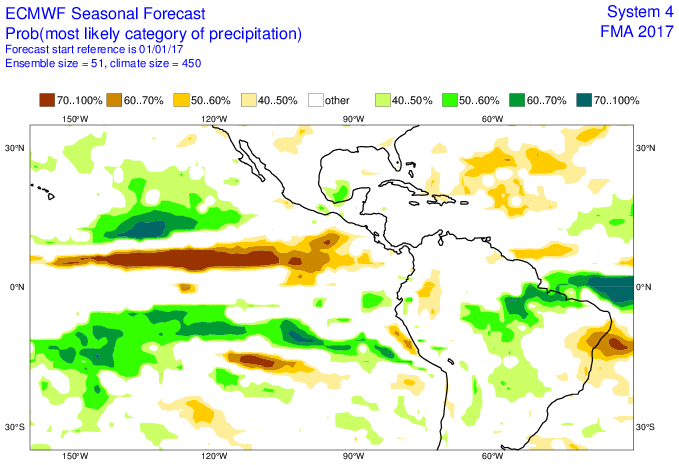 ECMWF Seasonal Forecast
System 4
Prob(most likely category of precipitation)
FMA 2017
Forecast start reference is 01/01/17
Ensemble size = 51, climate size = 450
70..100% 60..70% 50..60% 40..50% other 40..50% 50..60% 60..70% 70..100%
150°W 120°W 90°W 60°W
30°N 30°N
0°N 0°N
30°S 30°S
150°W 120°W 90°W 60°W